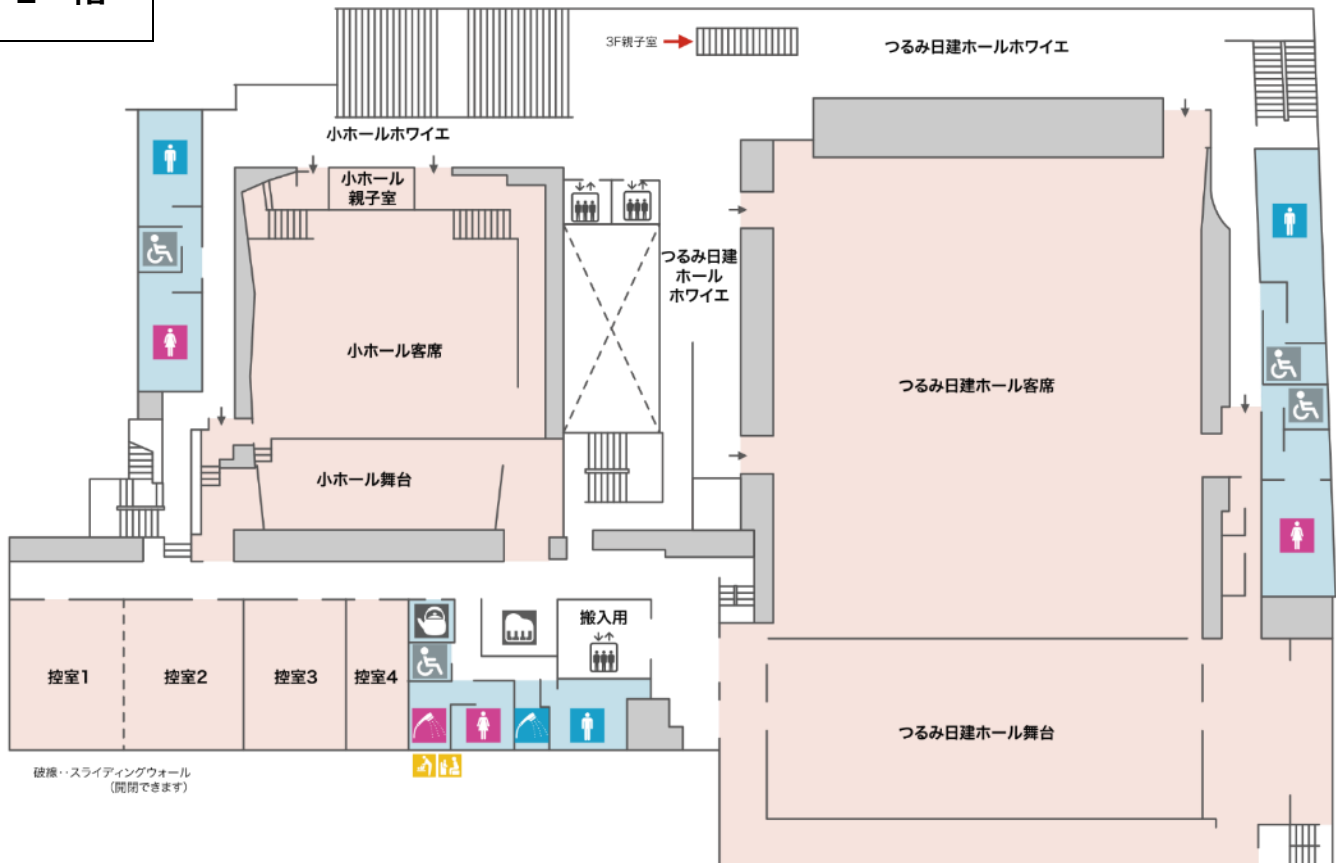 3F親子室
つるみ日建ホールホワイエ
小ホールホワイエ
小ホール
親子室
つるみ日建
ホール
ホワイエ
小ホール客席
つるみ日建ホール客席
小ホール舞台
搬入用
控室1
控室2
控室3
控室4
つるみ日建ホール舞台
破線‥スライディングウォール
(開閉できます)